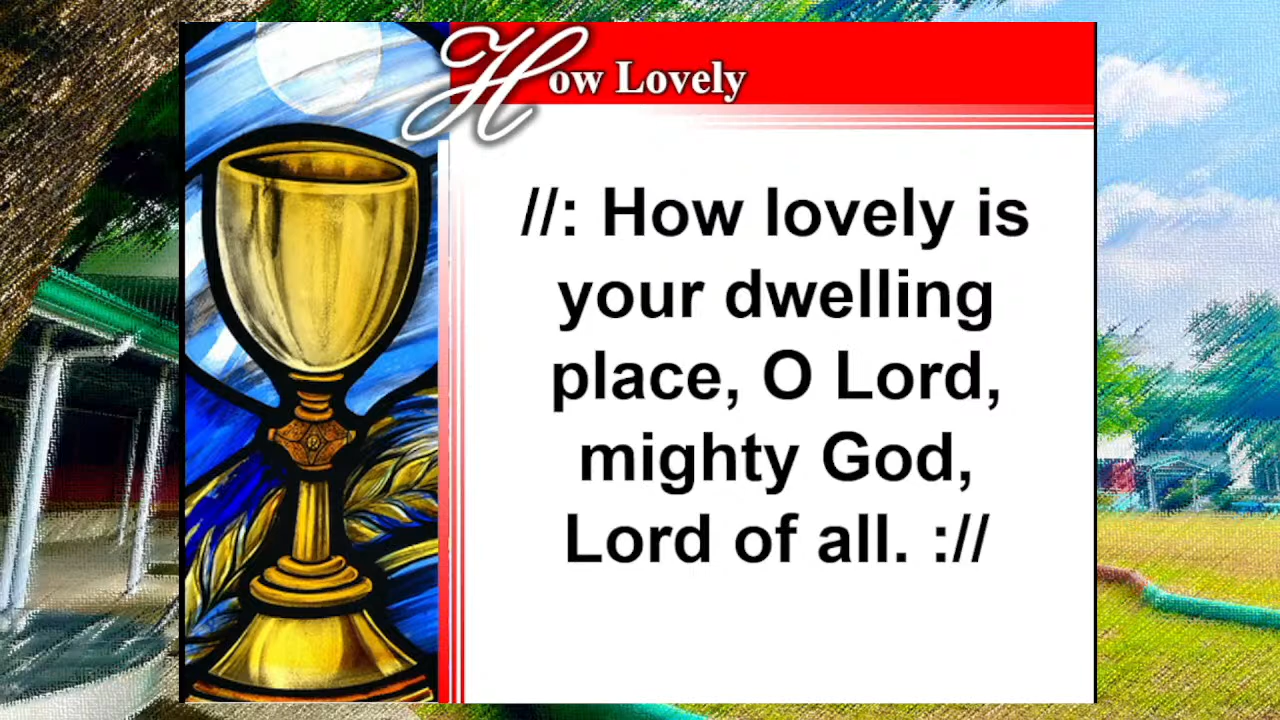 How Lovely
//: How lovely is
your dwelling
place, O Lord,
mighty God,
Lord of all. ://